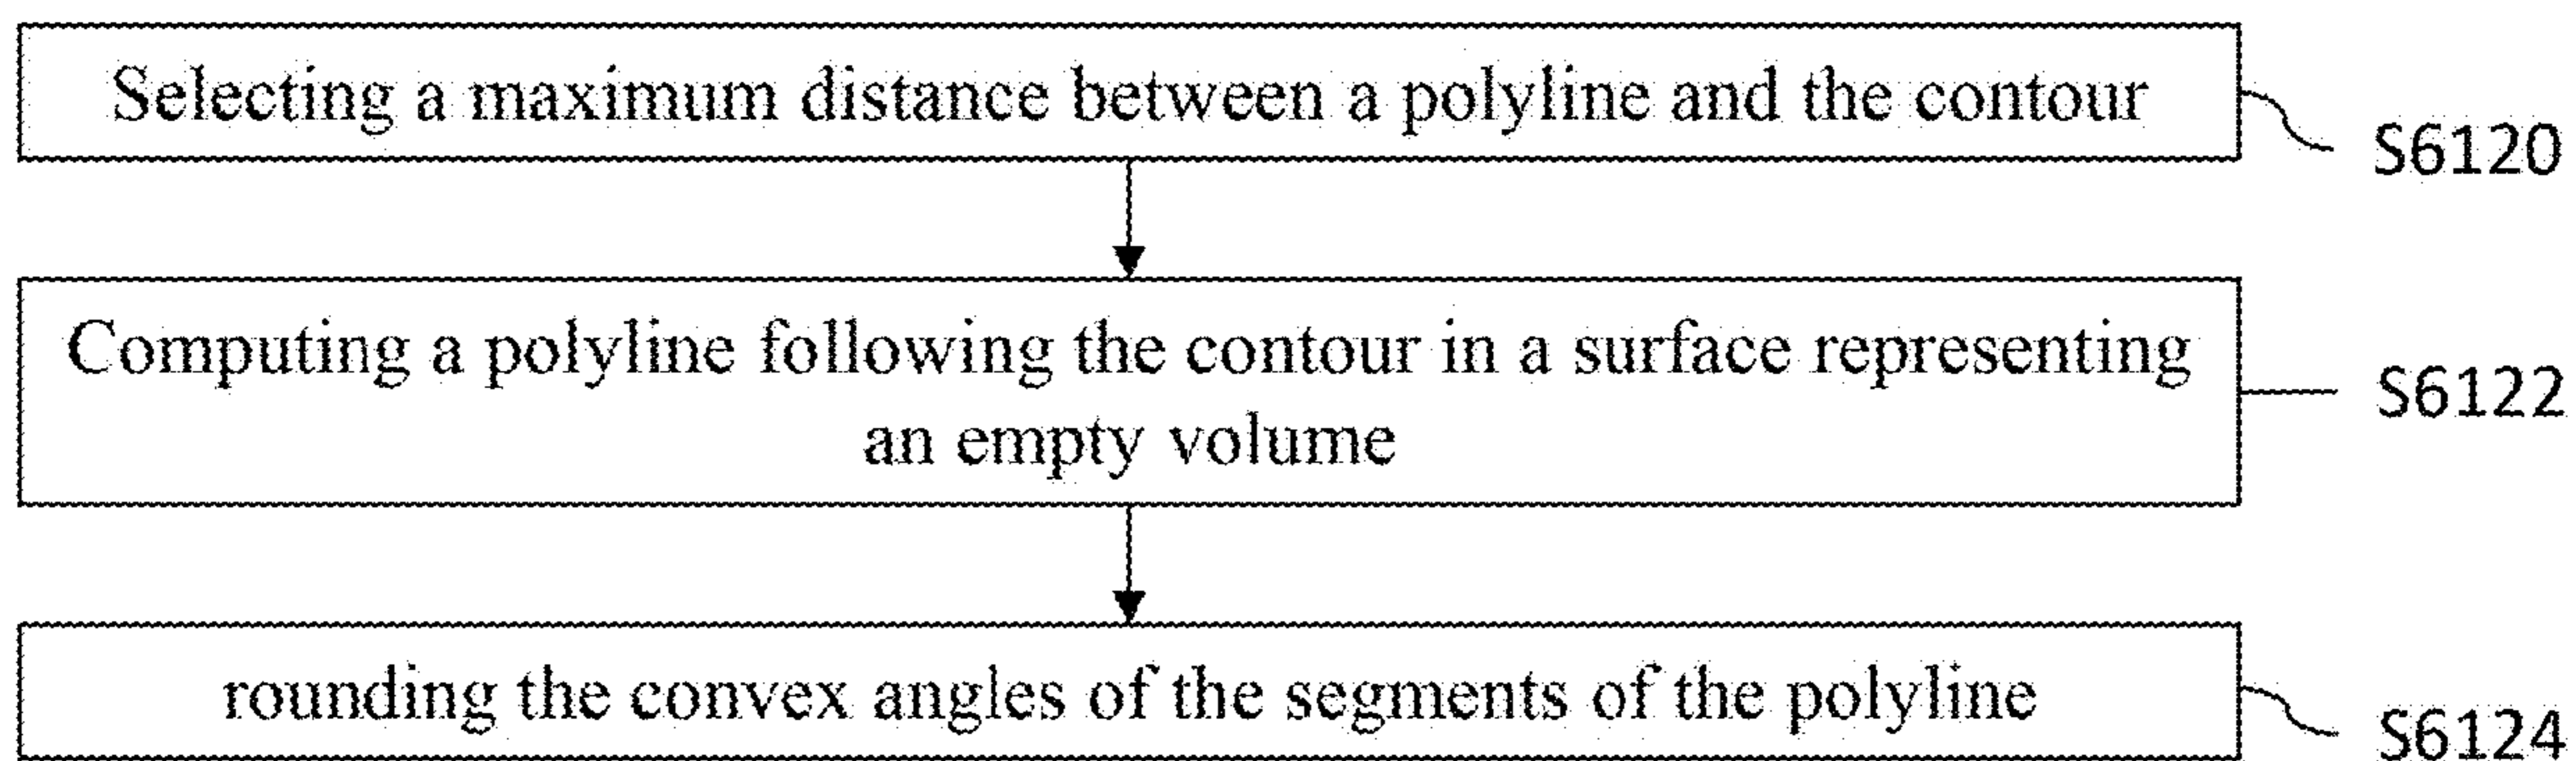 Selecting a maximum distance between a polyline and the contour
S6120
Computing a polyline following the contour in a surface representing
an empty volume
S6122
rounding the convex angles of the segments of the polyline
S6124